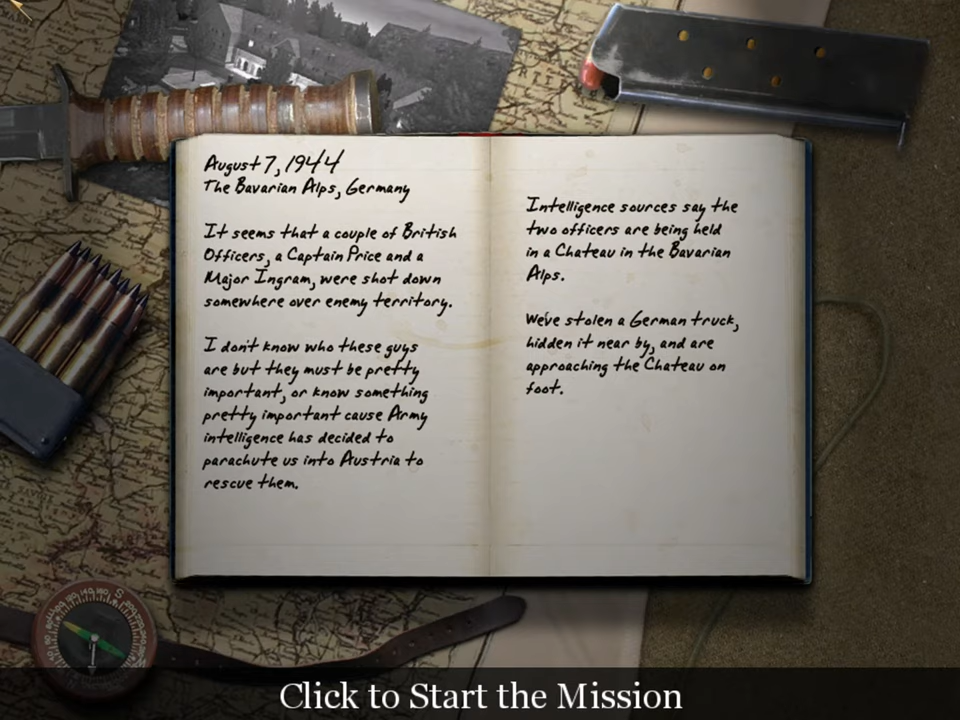 August 7, 1944
The Bavarian Alps, Germany
It seems that a couple of British
Officers, a Captain Price and a
Major Ingram, were shot down
somewhere over enemy territory.
I don't know who these guys
are but they must be pretty
important, or know something
pretty important cause Army
intelligence has decided to
parachute us into Austria to
rescue them.
Intelligence sources say the
two officers are being held
in a Chateau in the Bavarian
Alps.
We've stolen a German truck,
hidden it near by, and are
approaching the Chateau on
foot.
Click to Start the Mission